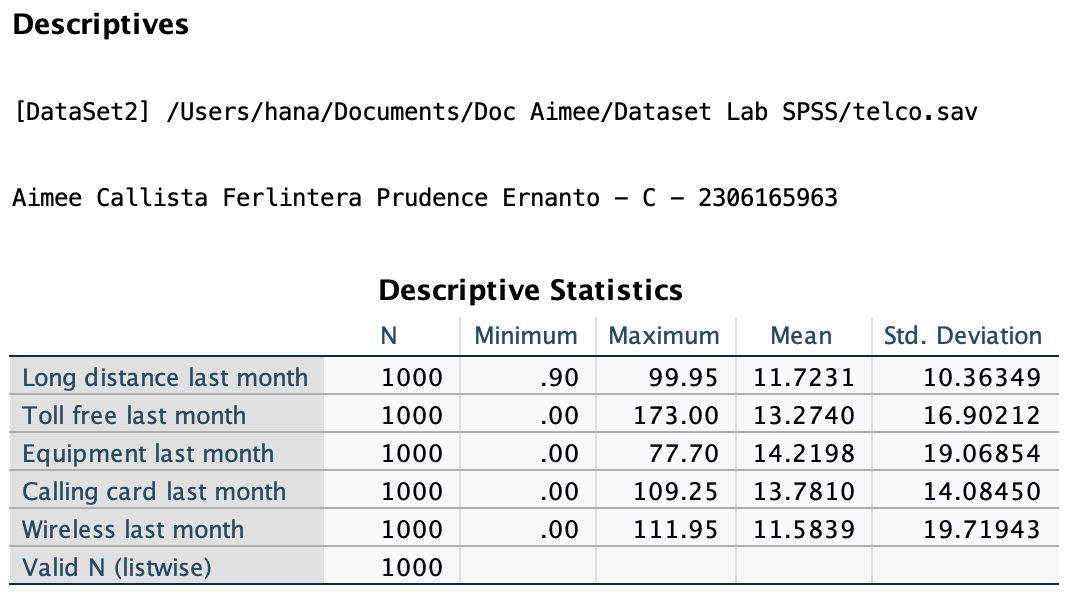 Descriptives
[DataSet2] /Users/hana/Documents/Doc Aimee/Dataset Lab SPSS/telco.sav
Aimee Callista Ferlintera Prudence Ernanto – C – 2306165963
Descriptive Statistics
N Minimum Maximum Mean Std. Deviation
Long distance last month 1000 .90 99.95 11.7231 10.36349
Toll free last month 1000 .00 173.00 13.2740 16.90212
Equipment last month 1000 .00 77.70 14.2198 19.06854
Calling card last month 1000 .00 109.25 13.7810 14.08450
Wireless last month 1000 .00 111.95 11.5839 19.71943
Valid N (listwise) 1000